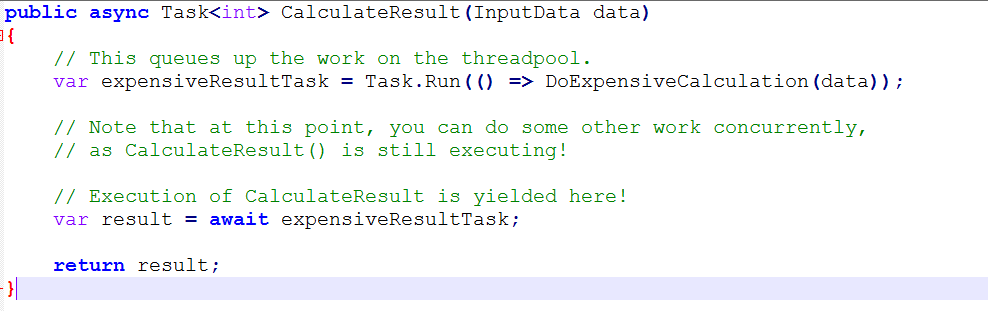 public async Task<int> CalculateResult(InputData data)
{
    // This queues up the work on the threadpool.
    var expensiveResultTask = Task.Run(() => DoExpensiveCalculation(data));

    // Note that at this point, you can do some other work concurrently,
    // as CalculateResult() is still executing!

    // Execution of CalculateResult is yielded here!
    var result = await expensiveResultTask;

    return result;
}